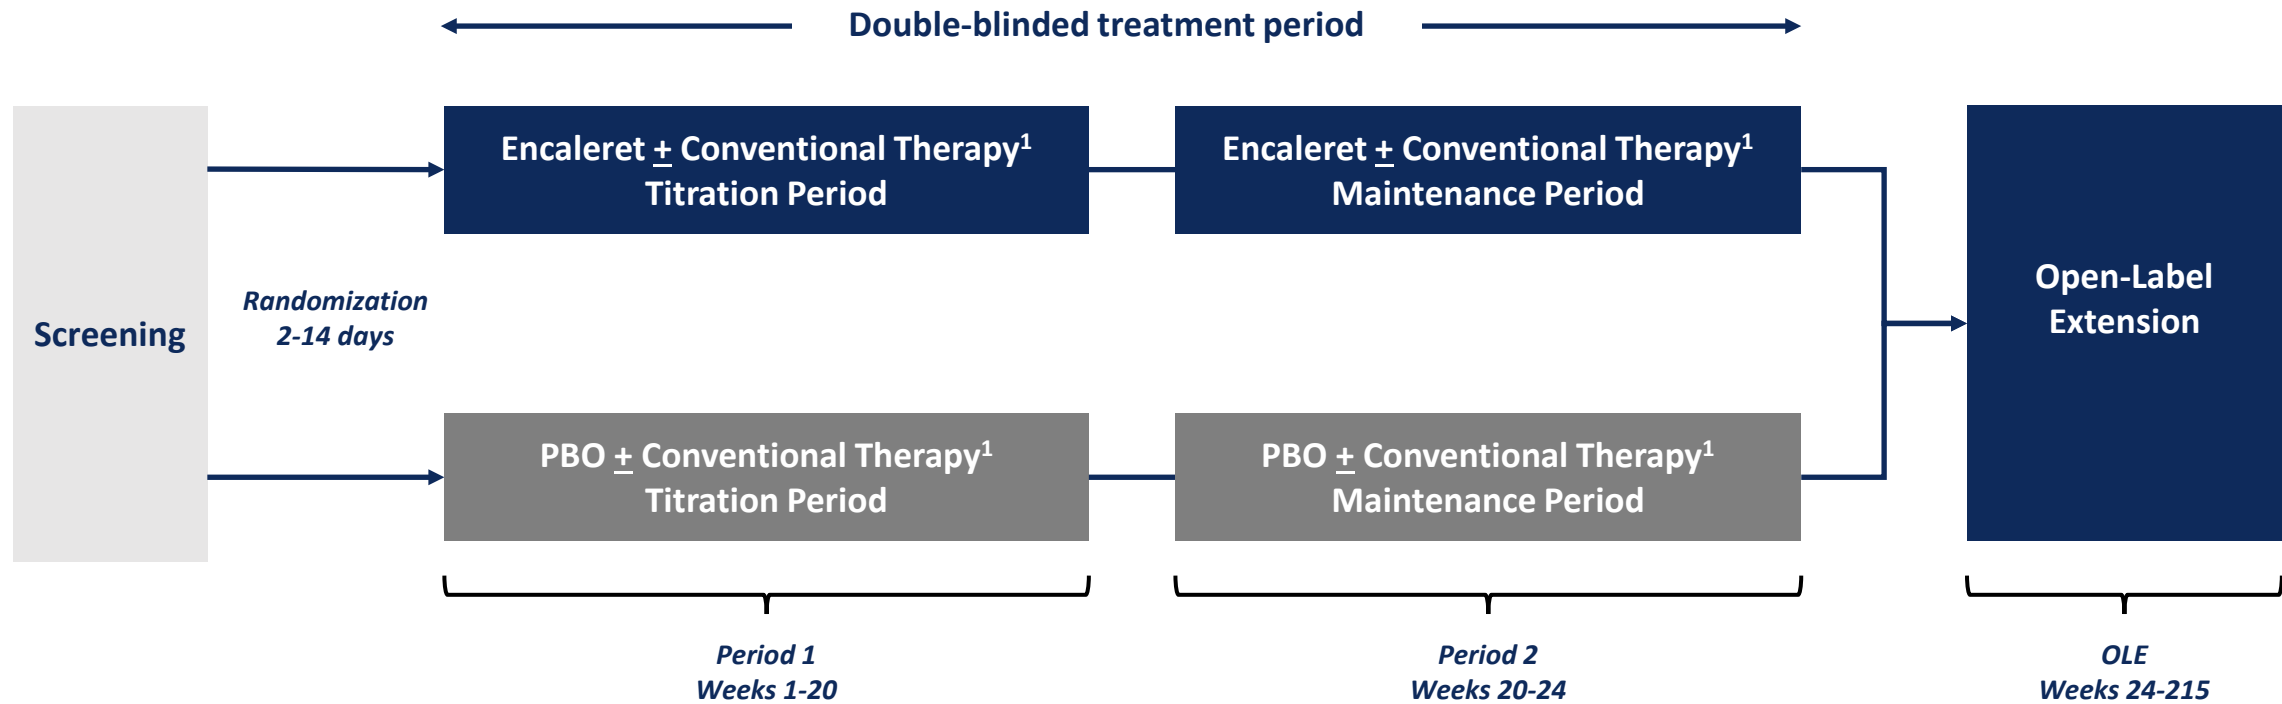 Double-blinded treatment period
Screening
Randomization
2-14 days
Encaleret ± Conventional Therapy¹
Titration Period
Encaleret ± Conventional Therapy¹
Maintenance Period
PBO ± Conventional Therapy¹
Titration Period
PBO ± Conventional Therapy¹
Maintenance Period
Open-Label
Extension
Period 1
Weeks 1-20
Period 2
Weeks 20-24
OLE
Weeks 24-215